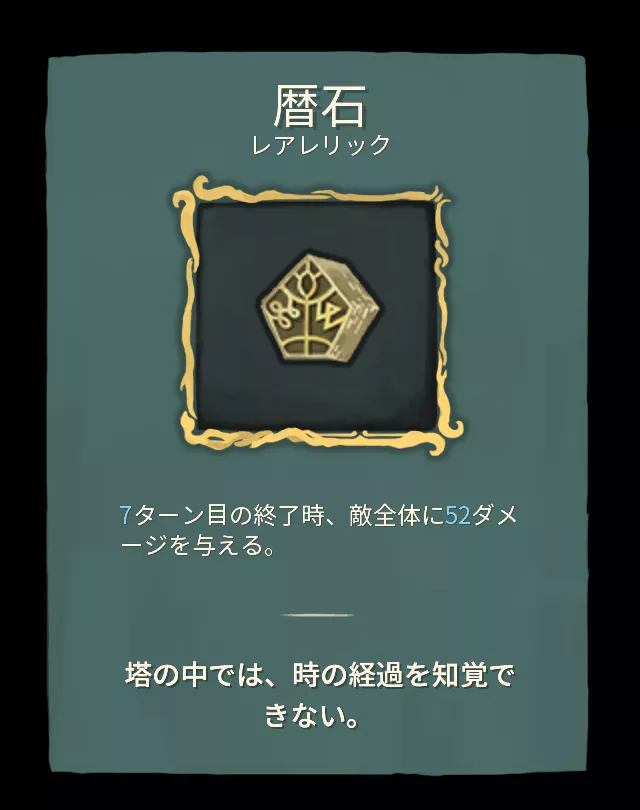 暦石
レアレリック
7ターン目の終了時、敵全体に52ダメ
ージを与える。
塔の中では、時の経過を知覚で
きない。